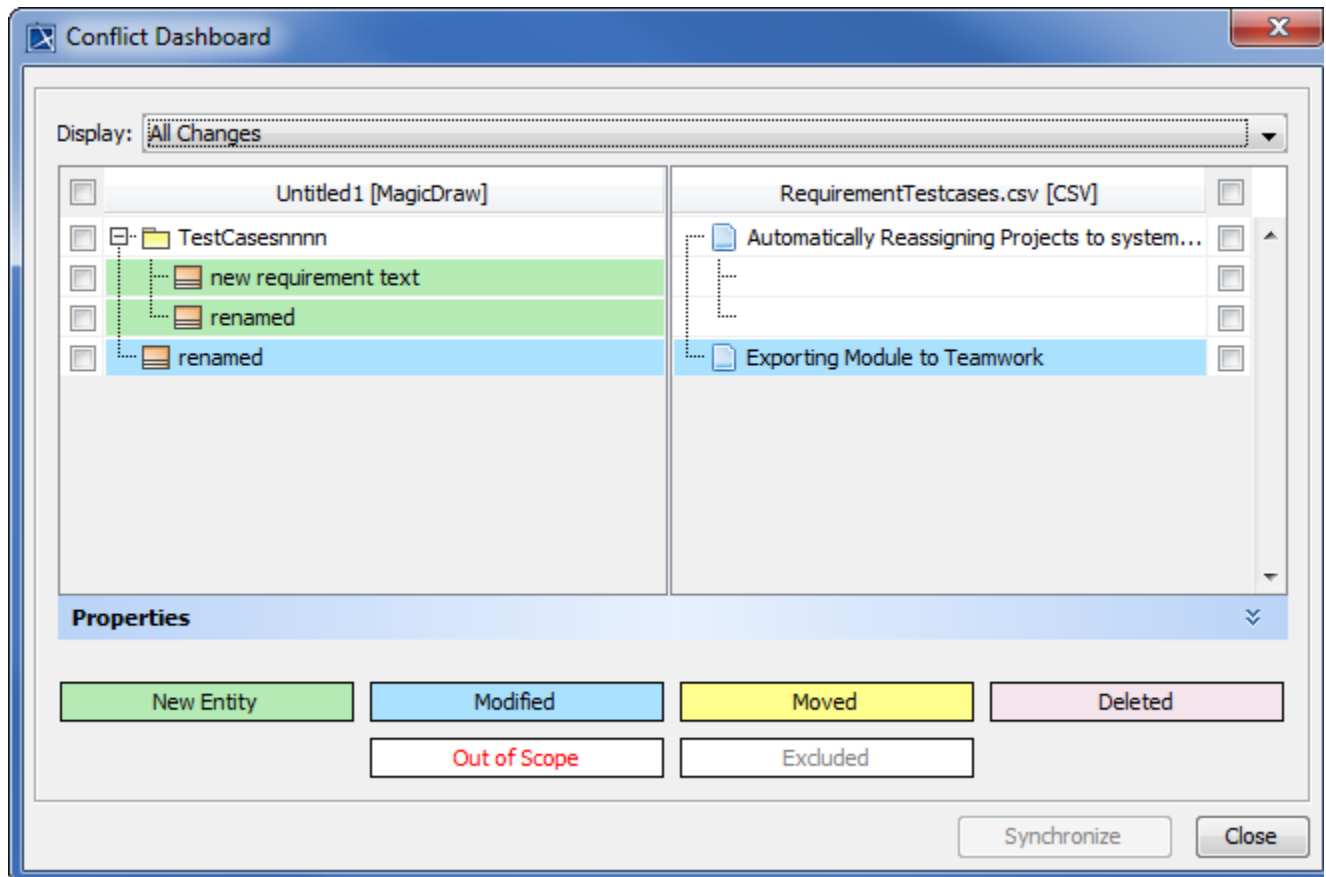 Conflict Dashboard
Display: All Changes
Untitled1 [MagicDraw] RequirementTestcases.csv [CSV]
TestCasesnnnn Automatically Reassigning Projects to system...
new requirement text
renamed
renamed Exporting Module to Teamwork
Properties
New Entity Modified Moved Deleted
Out of Scope Excluded
Synchronize Close